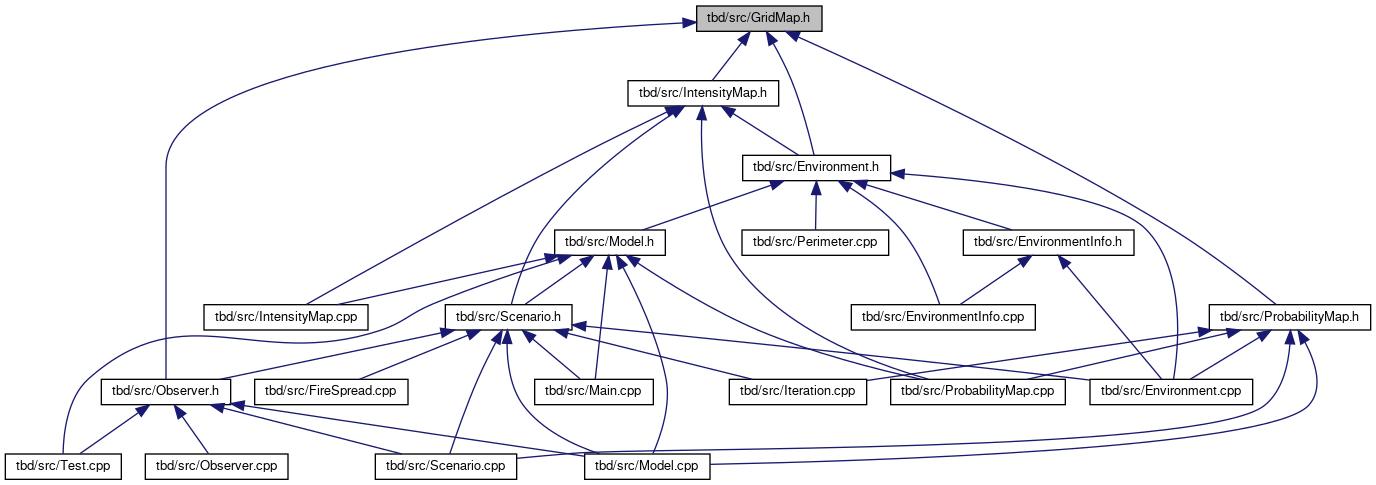 tbd/src/GridMap.h
tbd/src/IntensityMap.h
tbd/src/Environment.h
tbd/src/Model.h
tbd/src/Perimeter.cpp
tbd/src/EnvironmentInfo.h
tbd/src/IntensityMap.cpp
tbd/src/Scenario.h
tbd/src/EnvironmentInfo.cpp
tbd/src/ProbabilityMap.h
tbd/src/Observer.h
tbd/src/FireSpread.cpp
tbd/src/Main.cpp
tbd/src/Iteration.cpp
tbd/src/ProbabilityMap.cpp
tbd/src/Environment.cpp
tbd/src/Test.cpp
tbd/src/Observer.cpp
tbd/src/Scenario.cpp
tbd/src/Model.cpp